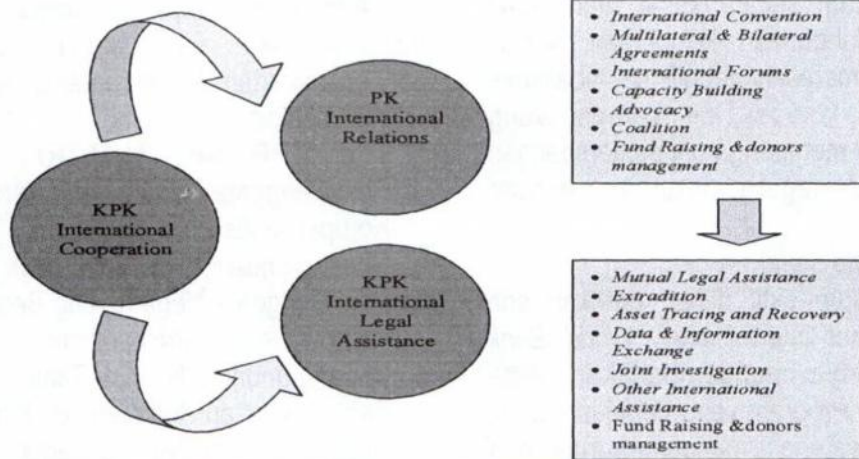 KPK
International
Cooperation
PK
International
Relations
KPK
International
Legal
Assistance
• International Convention
• Multilateral & Bilateral
Agreements
• International Forums
• Capacity Building
• Advocacy
• Coalition
• Fund Raising &donors
management
• Mutual Legal Assistance
• Extradition
• Asset Tracing and Recovery
• Data & Information
Exchange
• Joint Investigation
• Other International
Assistance
• Fund Raising &donors
management